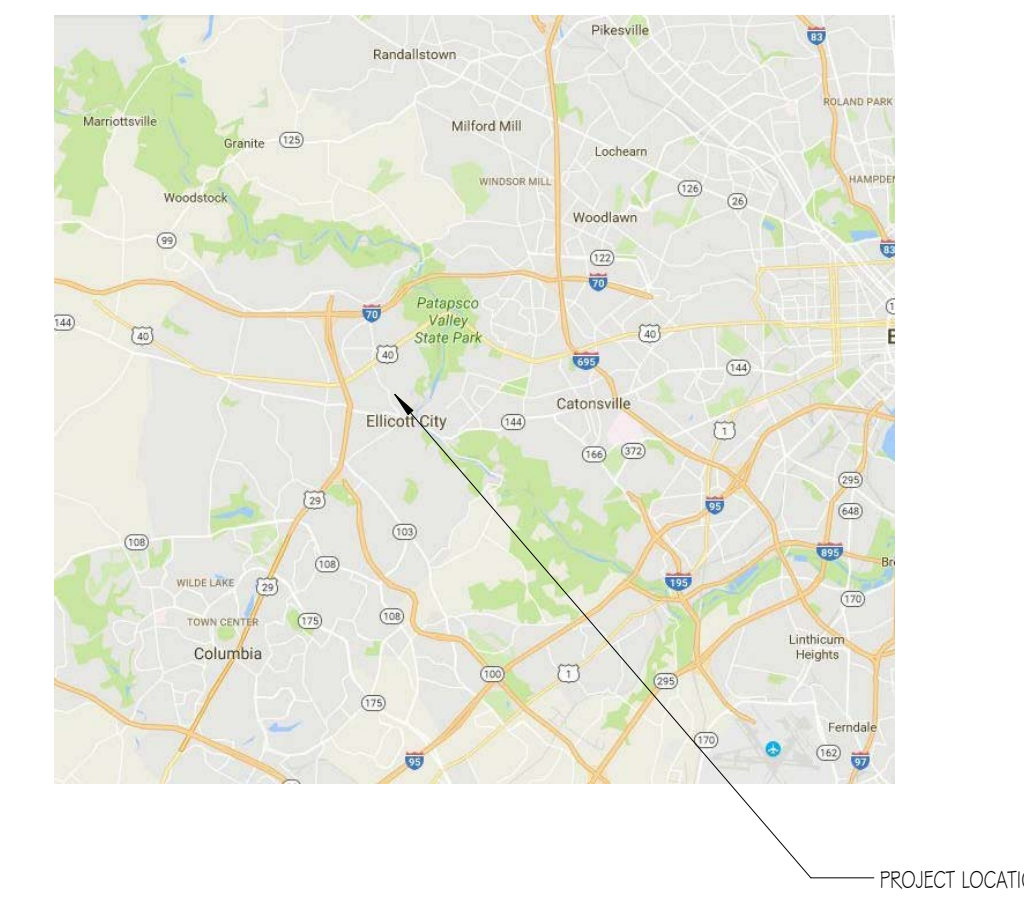 Pikesville
83
Randallstown
ROLAND PARK
Marriottsville
Milford Mill
Granite
125
Lochearn
WINDSOR MILL
126
HAMPDEN
Woodstock
26
Woodlawn
99
83
122
70
Patapsco
Valley
State Park
70
144
40
40
40
695
144
Catonsville
Ellicott City
144
1
166
372
295
29
95
648
103
108
895
108
WILDE LAKE
29
195
170
TOWN CENTER
175
108
Linthicum
Heights
Columbia
100
1
295
175
Ferndale
170
162
95
97
PROJECT LOCATIO